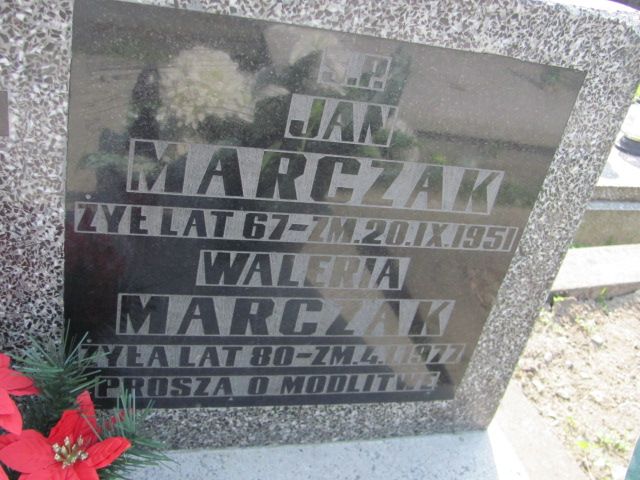 Ś.P.
JAN
MARCZAK
ŻYŁ LAT 67-ZM.20.IX.1951
WALERIA
MARCZAK
ŻYŁA LAT 80-ZM.4.I.1977
PROSZĄ O MODLITWĘ